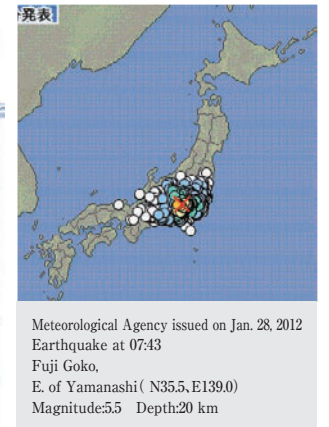 発表
Meteorological Agency issued on Jan. 28, 2012
Earthquake at 07:43
Fuji Goko,
E. of Yamanashi( N35.5、E139.0)
Magnitude:5.5 Depth:20 km